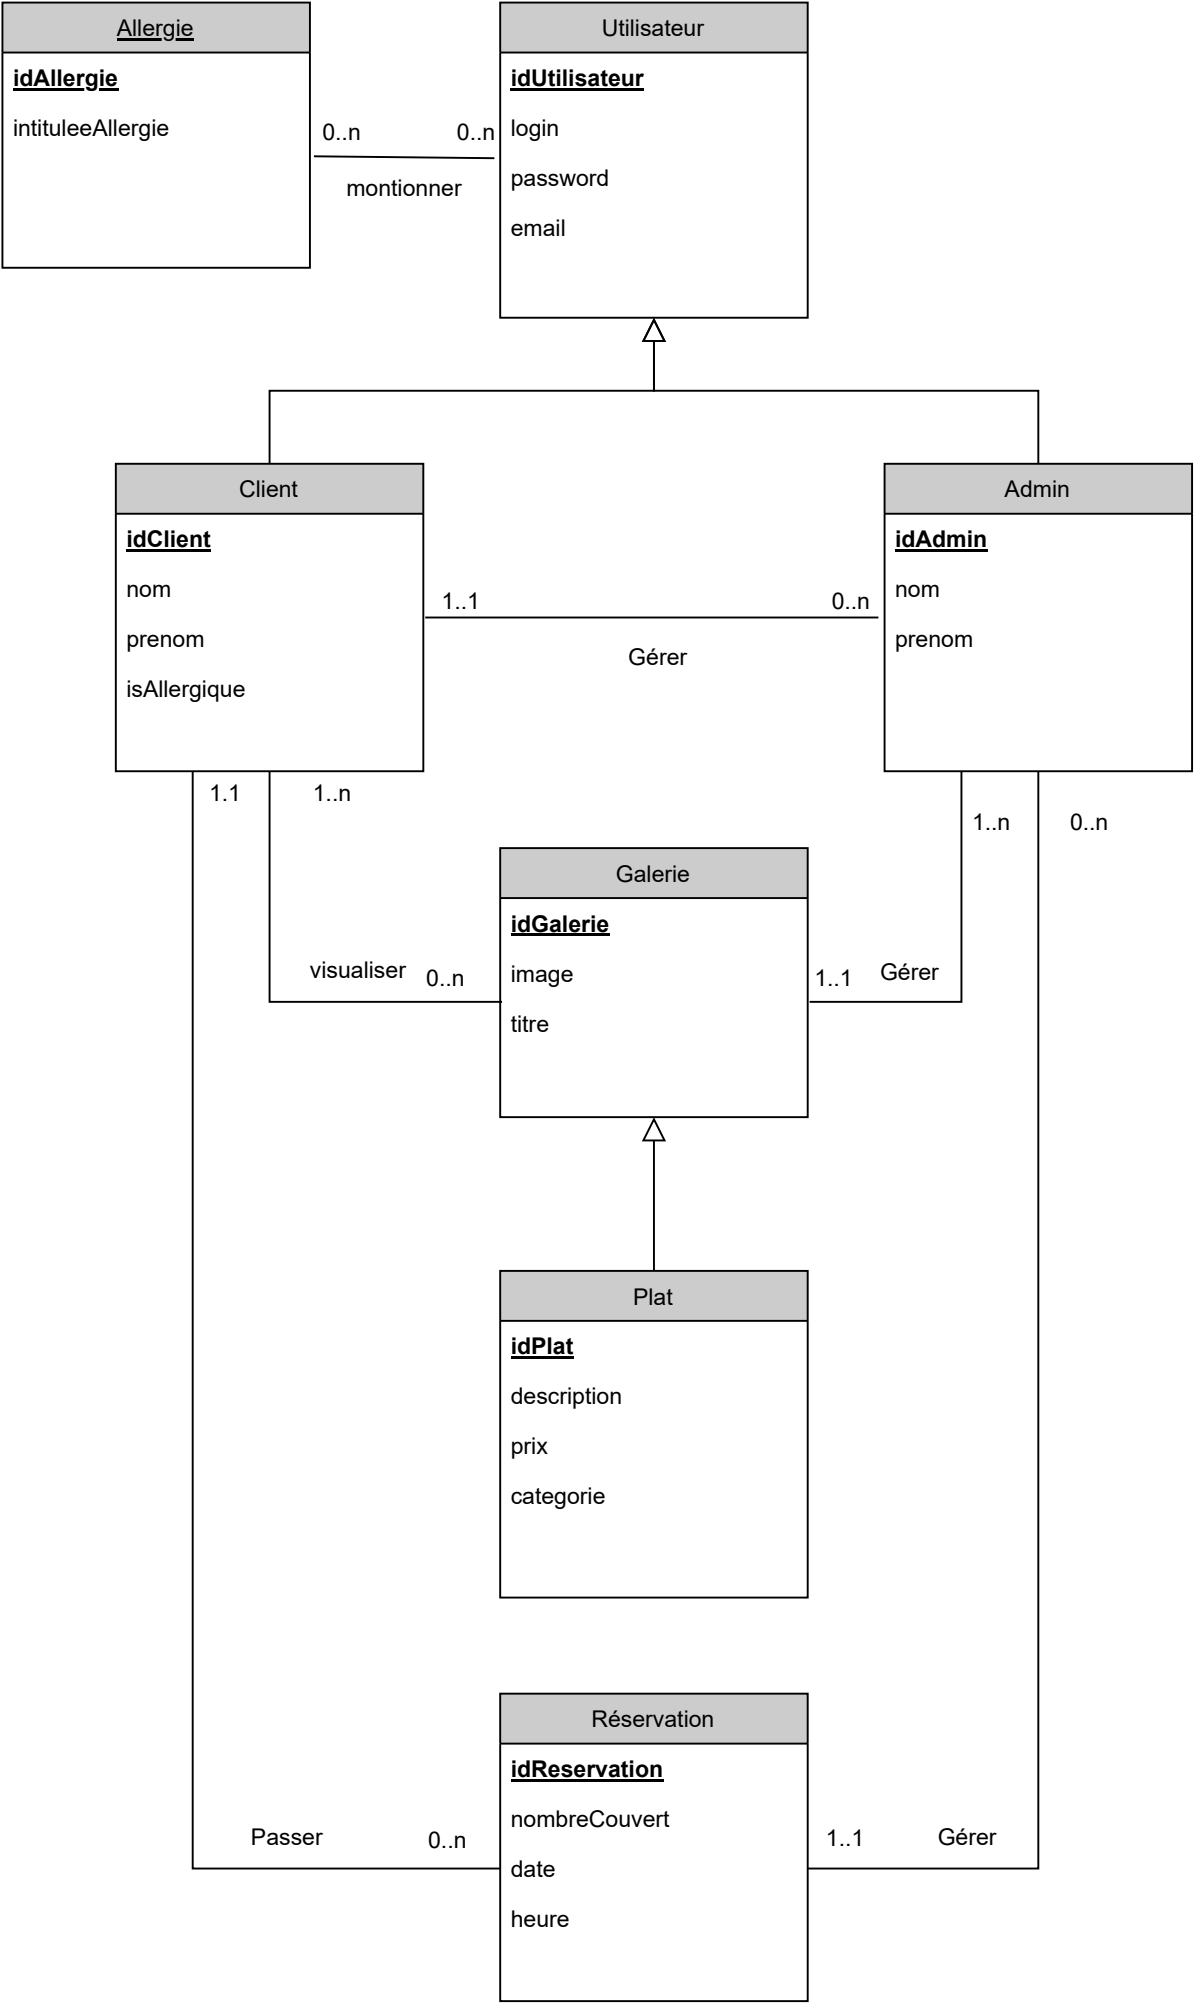 Allergie
idAllergie
intituleeAllergie
0..n
0..n
montionner
Utilisateur
idUtilisateur
login
password
email
Client
idClient
nom
prenom
isAllergique
1..1
0..n
Gérer
Admin
idAdmin
nom
prenom
1.1
1..n
1..n
0..n
Galerie
idGalerie
image
titre
visualiser
0..n
1..1
Gérer
Plat
idPlat
description
prix
categorie
Réservation
idReservation
nombreCouvert
date
heure
Passer
0..n
1..1
Gérer